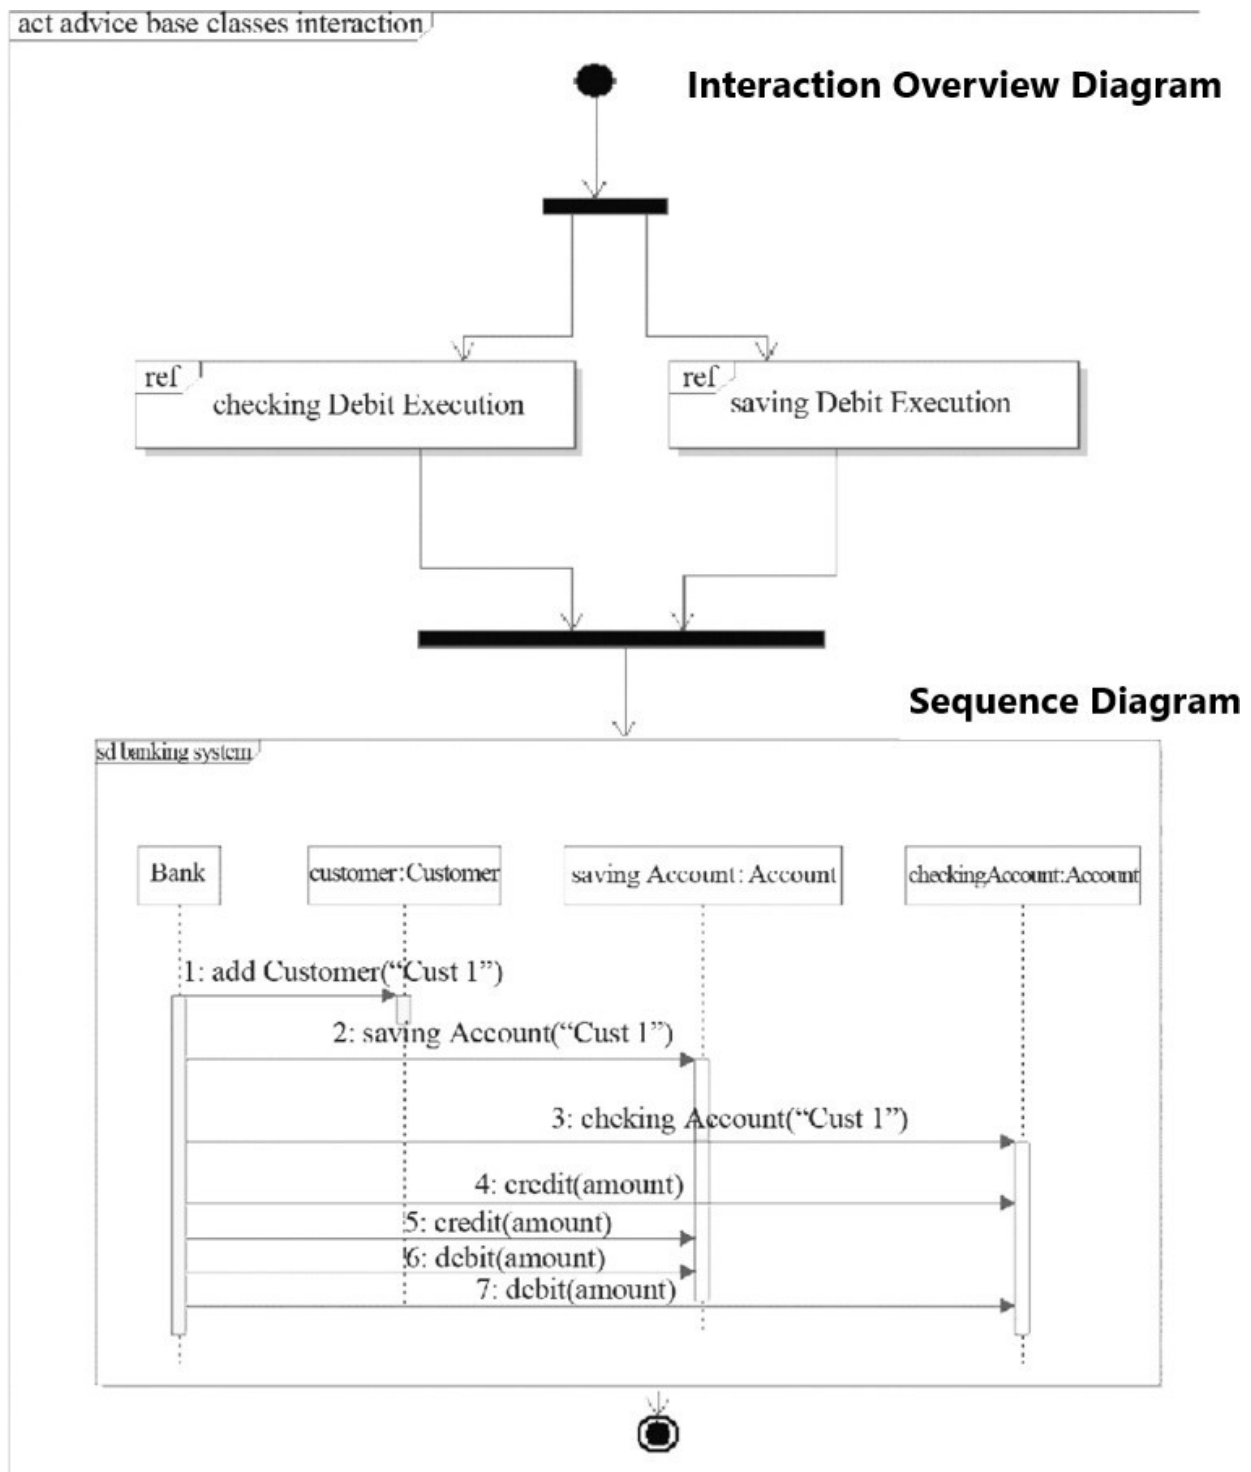 act advice base classes interaction
Interaction Overview Diagram
ref
checking Debit Execution
ref
saving Debit Execution
Sequence Diagram
sd banking system
Bank
customer:Customer
saving Account: Account
checkingAccount:Account
1: add Customer(“Cust 1”)
2: saving Account(“Cust 1”)
3: chcking Account(“Cust 1”)
4: credit(amount)
5: credit(amount)
6: debit(amount)
7: debit(amount)